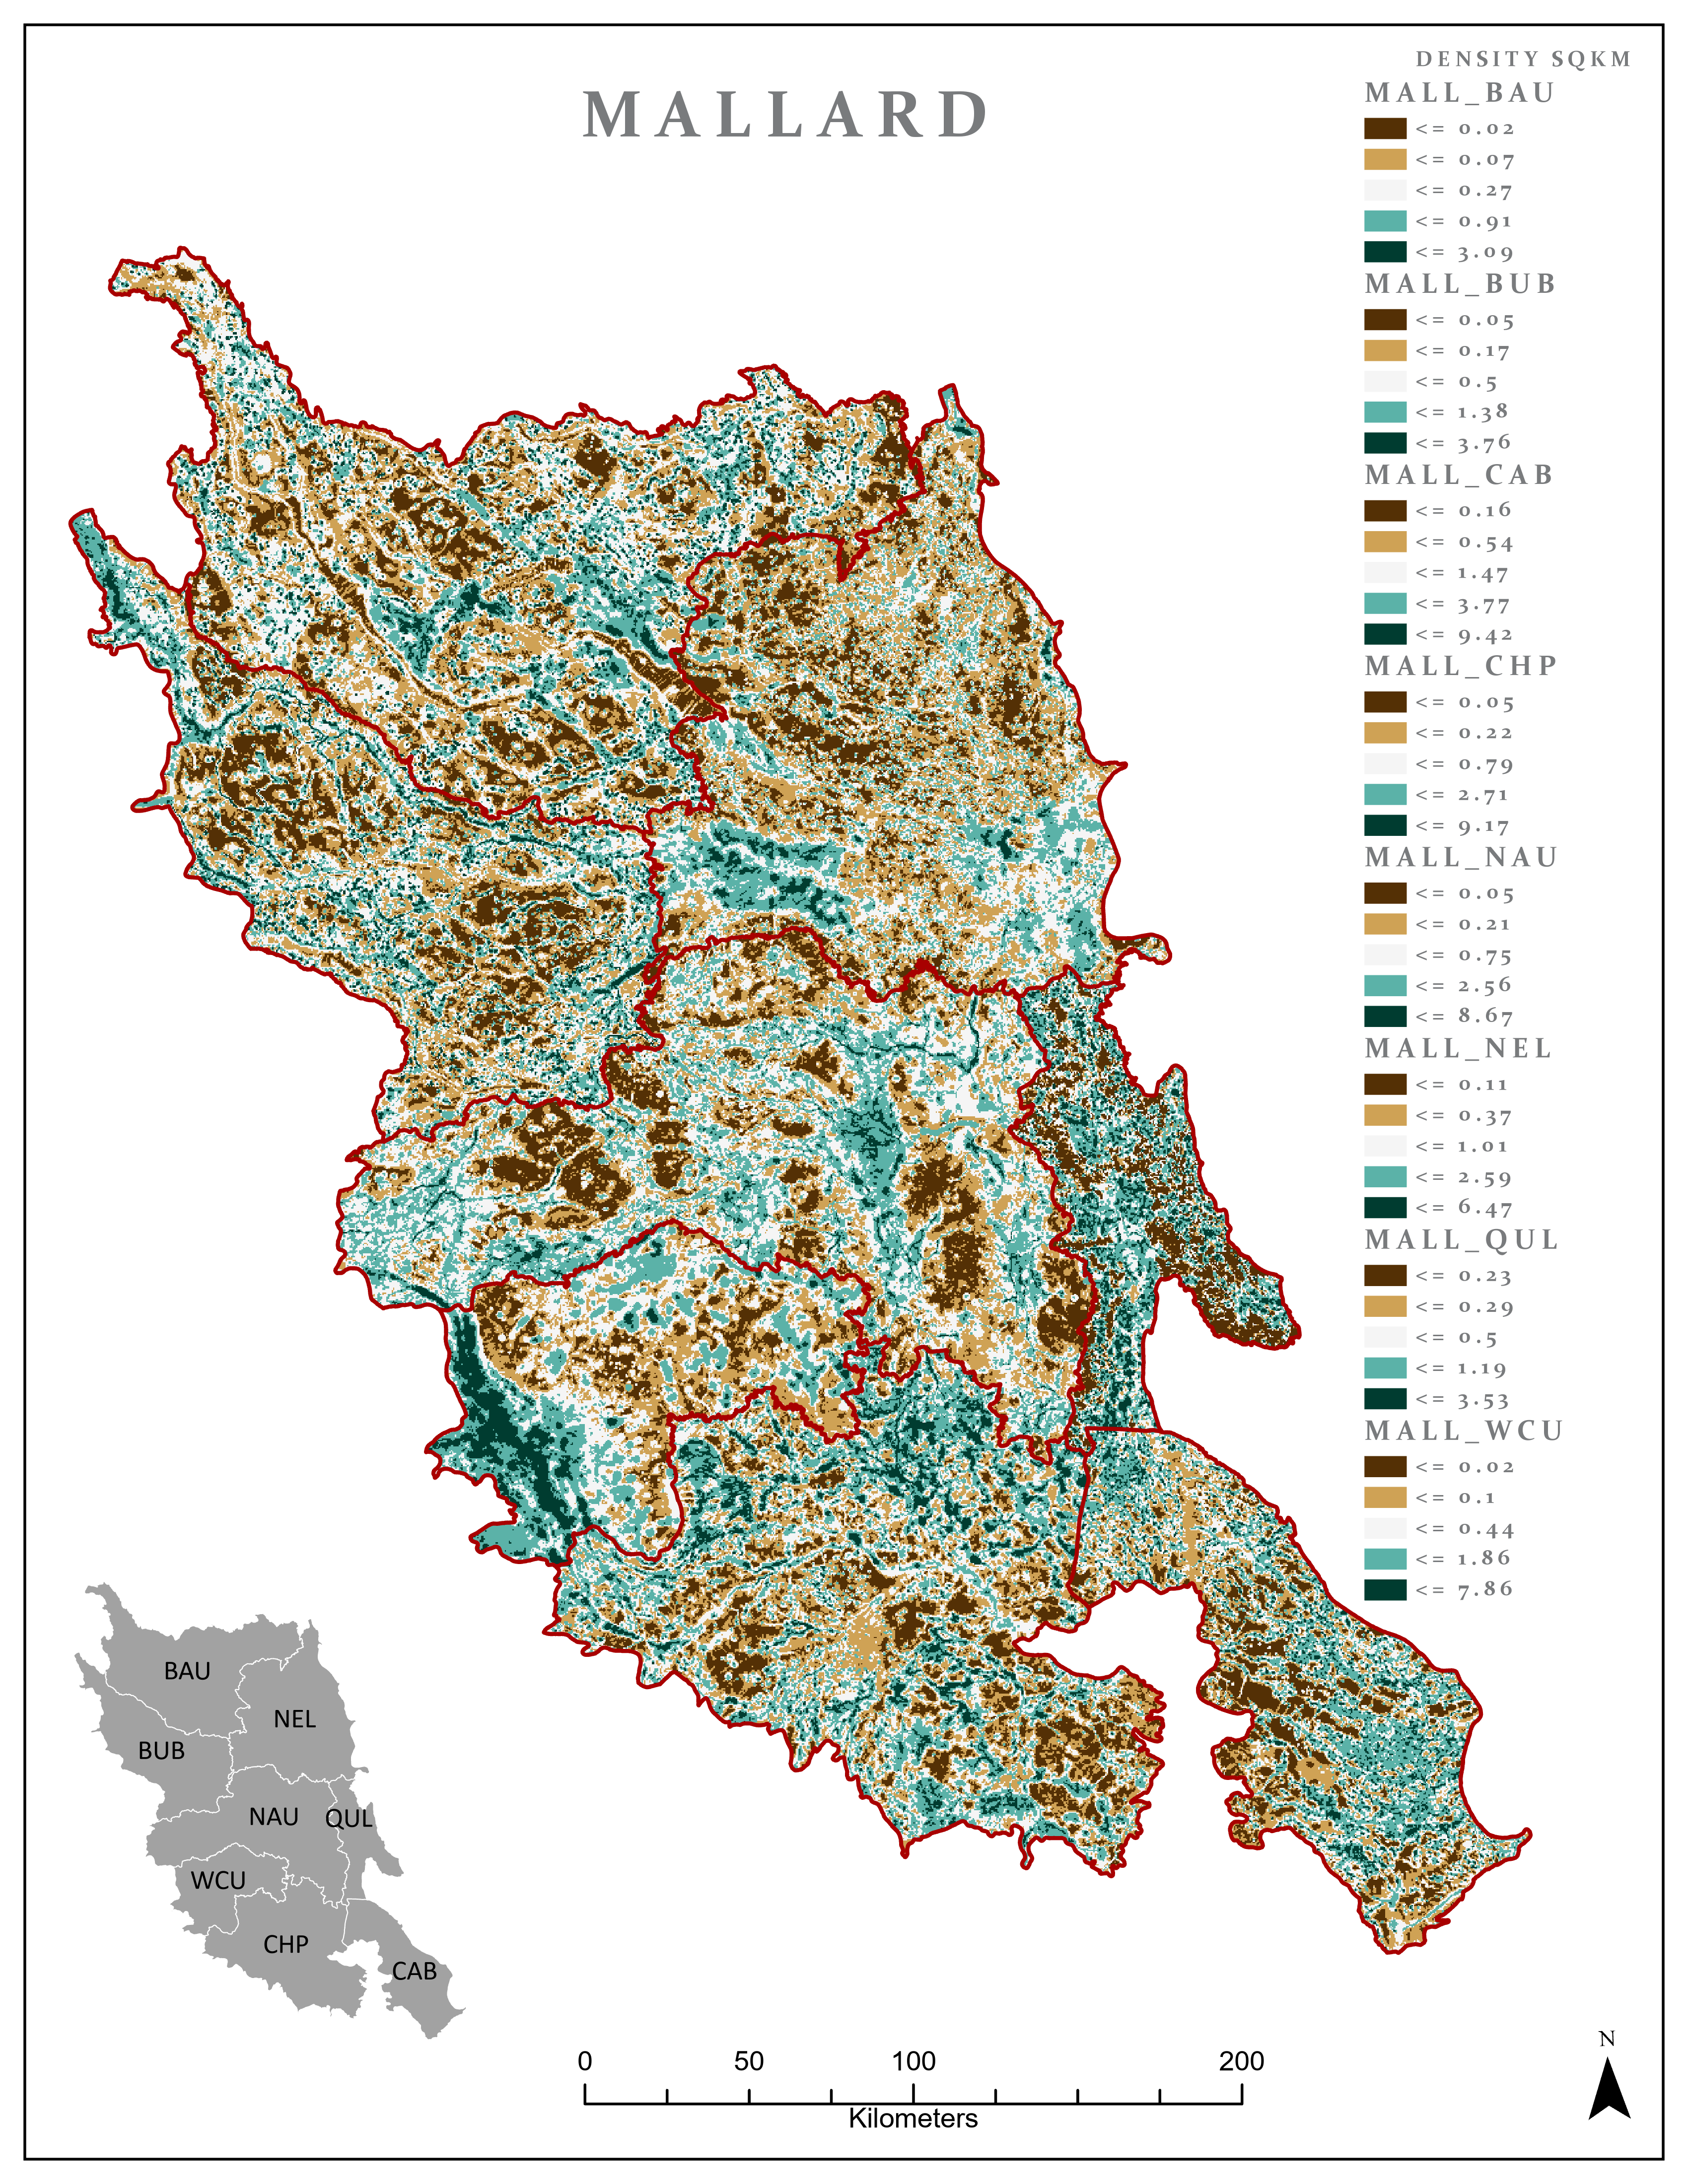 MALLARD
DENSITY SQKM
MALL_BAU
<= 0.02
<= 0.07
<= 0.27
<= 0.91
<= 3.09
MALL_BUB
<= 0.05
<= 0.17
<= 0.5
<= 1.38
<= 3.76
MALL_CAB
<= 0.16
<= 0.54
<= 1.47
<= 3.77
<= 9.42
MALL_CHP
<= 0.05
<= 0.22
<= 0.79
<= 2.71
<= 9.17
MALL_NAU
<= 0.05
<= 0.21
<= 0.75
<= 2.56
<= 8.67
MALL_NEL
<= 0.11
<= 0.37
<= 1.01
<= 2.59
<= 6.47
MALL_QUL
<= 0.23
<= 0.29
<= 0.5
<= 1.19
<= 3.53
MALL_WCU
<= 0.02
<= 0.1
<= 0.44
<= 1.86
<= 7.86
BAU
NEL
BUB
NAU QUL
WCU
CHP
CAB
0 50 100 200
Kilometers
N